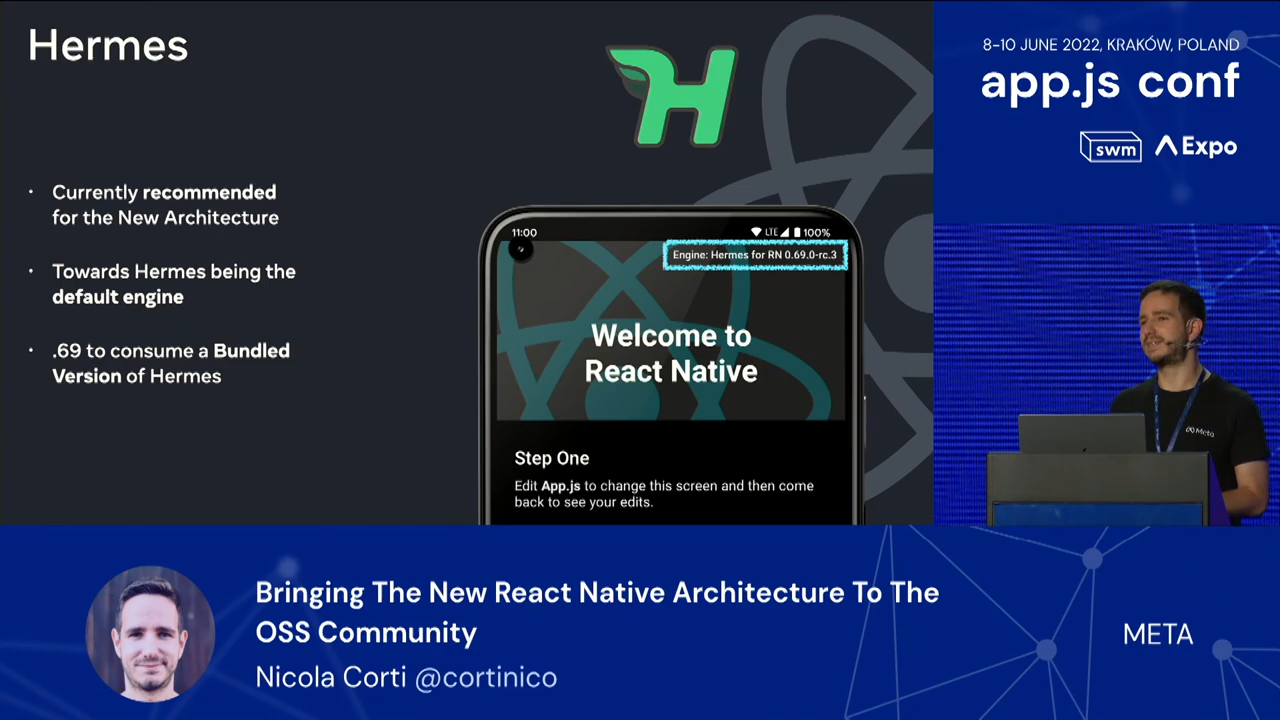 Hermes
• Currently recommended
for the New Architecture
• Towards Hermes being the
default engine
• .69 to consume a Bundled
Version of Hermes
11:00
LTE
100%
Engine: Hermes for RN 0.69.0-rc.3
Welcome to
React Native
Step One
Edit App.js to change this screen and then come
back to see your edits.
8-10 JUNE 2022, KRAKÓW, POLAND
app.js conf
swm
Expo
Meta
Bringing The New React Native Architecture To The
OSS Community
Nicola Corti @cortinico
META